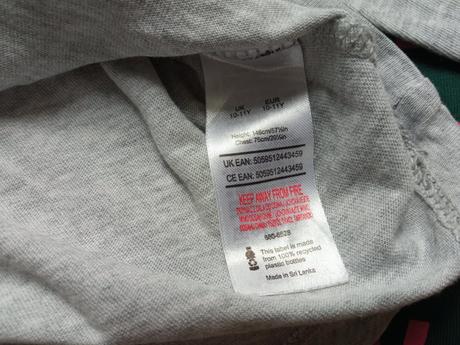 UK EUR
10-11Y 10-11Y
Height: 146cm/57½in
Chest: 75cm/29½in
UK EAN: 5059512443459
CE EAN: 5059512443459
KEEP AWAY FROM FIRE
This label is made
from 100% recycled
plastic bottles
Made in Sri Lanka